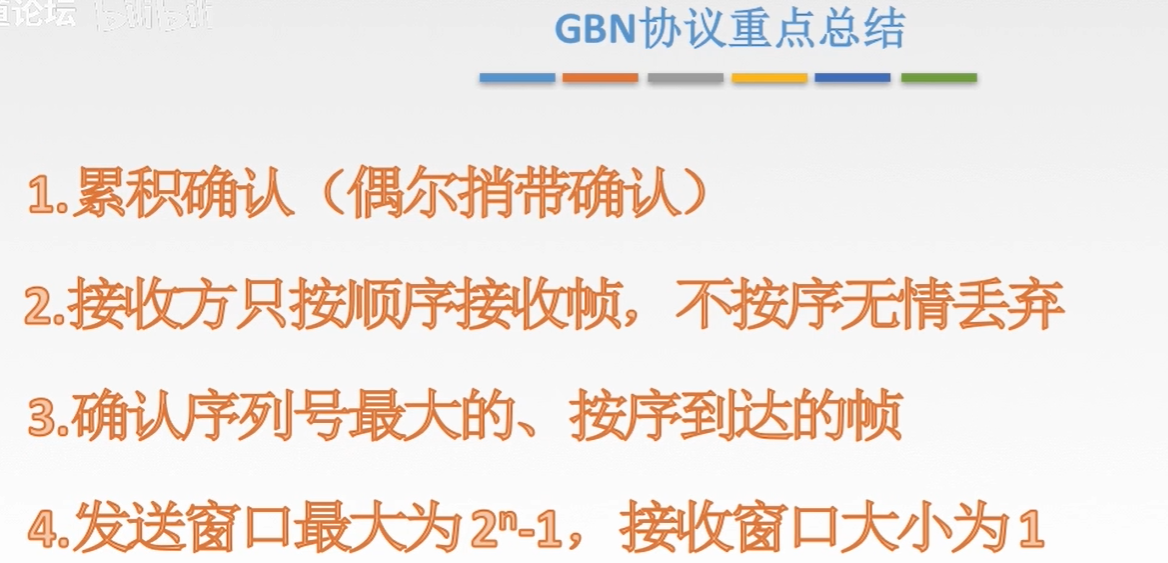 道论坛 bilibili
GBN协议重点总结
1.累积确认（偶尔捎带确认）
2.接收方只按顺序接收帧，不按序无情丢弃
3.确认序列号最大的、按序到达的帧
4.发送窗口最大为2ⁿ-1，接收窗口大小为1